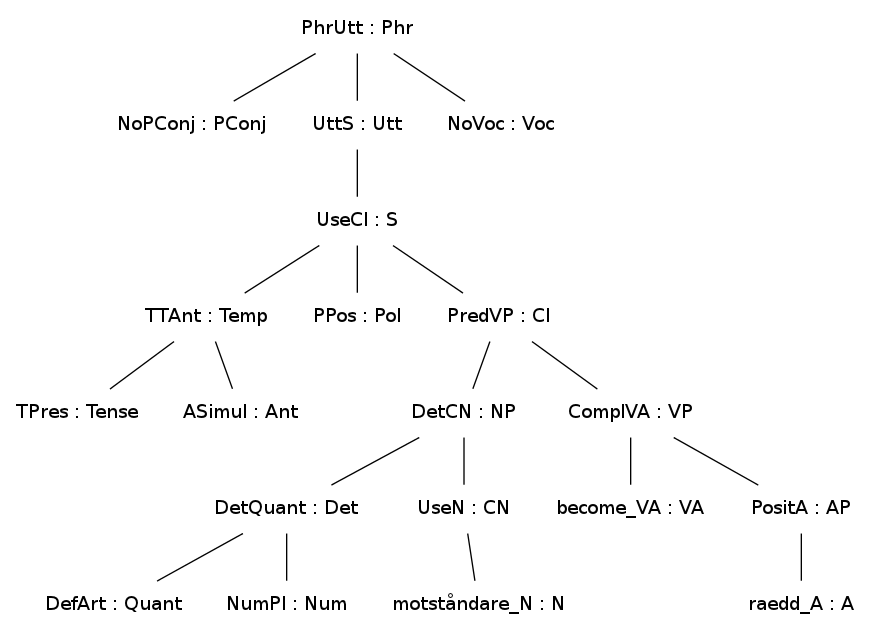 PhrUtt : Phr
NoPConj : PConj UttS : Utt NoVoc : Voc
UseCl : S
TTAnt : Temp PPos : Pol PredVP : Cl
TPres : Tense ASimul : Ant DetCN : NP ComplVA : VP
DetQuant : Det UseN : CN become_VA : VA PositA : AP
DefArt : Quant NumPl : Num motståndare_N : N raedd_A : A